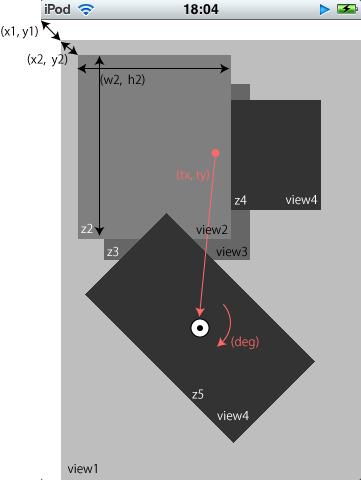 iPod 18:04
(x1, y1)
(x2, y2)
(w2, h2)
(tx, ty)
z4 view4
z2 view2
z3 view3
(deg)
z5
view4
view1